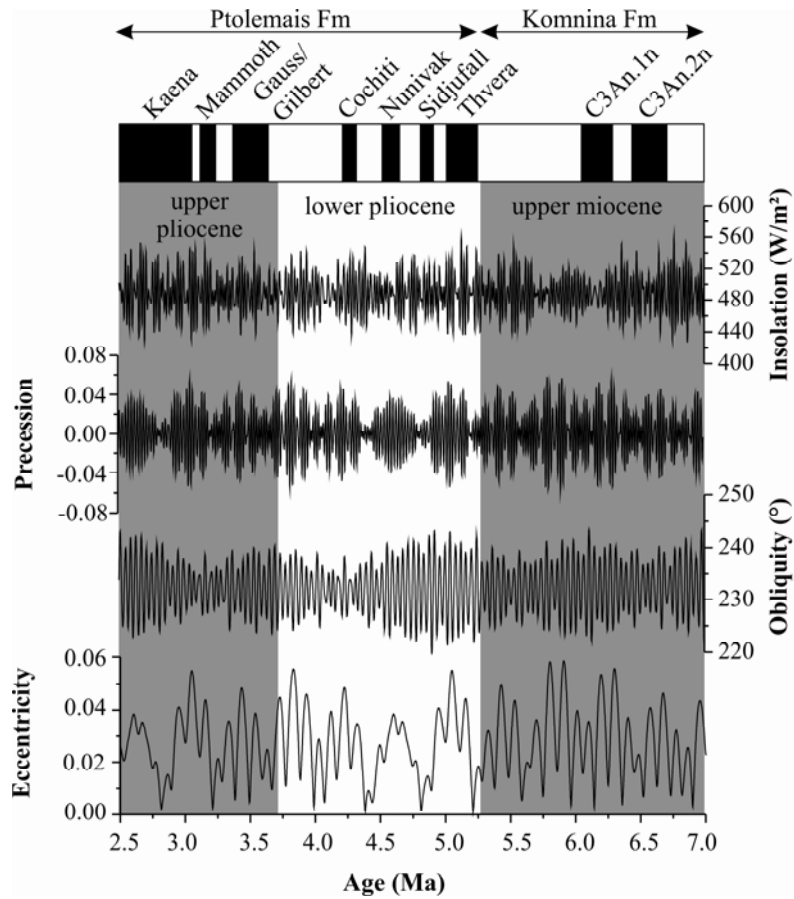 Ptolemais Fm Komnina Fm
Kaena Mammoth Gauss/ Gilbert Cochiti Nunivak Sidjufall Thvera C3An.1n C3An.2n
upper pliocene lower pliocene upper miocene
600
560
520
480
440
400
Insolation (W/m²)
0.08
0.04
0.00
-0.04
-0.08
Precession
250
240
230
220
Obliquity (°)
0.06
0.04
0.02
0.00
Eccentricity
2.5 3.0 3.5 4.0 4.5 5.0 5.5 6.0 6.5 7.0
Age (Ma)